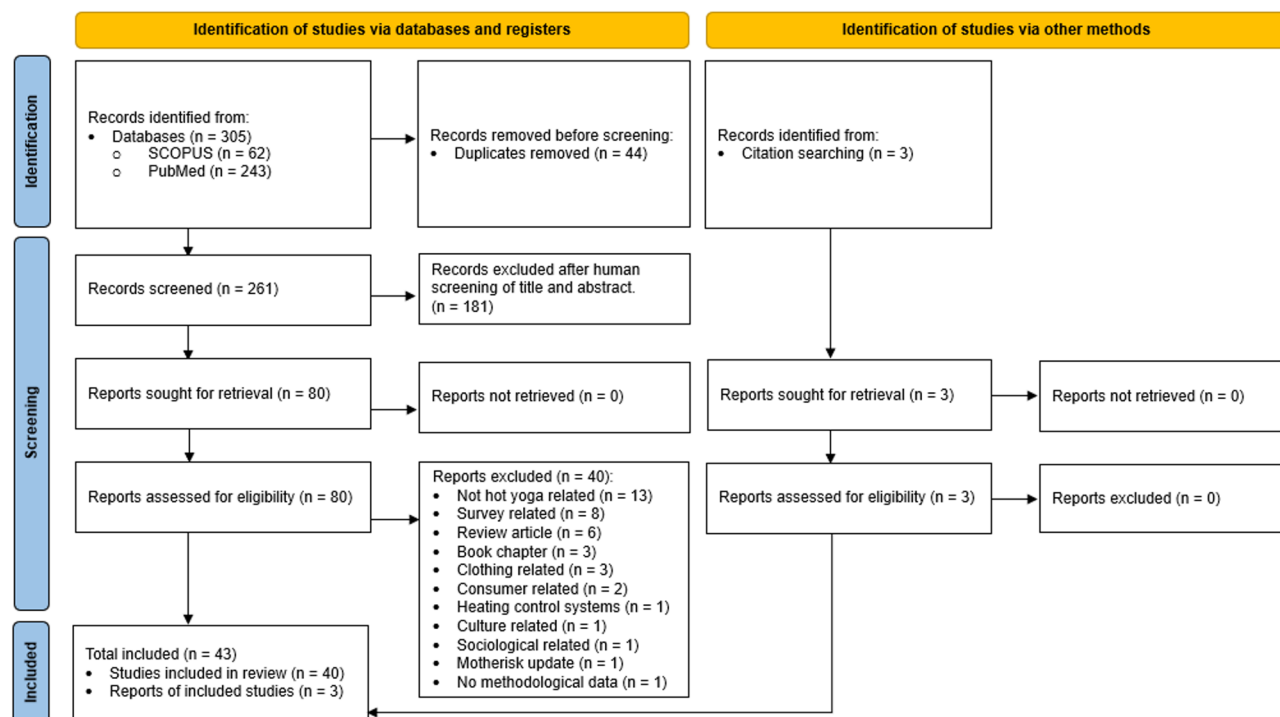 Identification of studies via databases and registers
Identification of studies via other methods
Identification
Records identified from:
• Databases (n = 305)
o SCOPUS (n = 62)
o PubMed (n = 243)
Records removed before screening:
• Duplicates removed (n = 44)
Records identified from:
• Citation searching (n = 3)
Screening
Records screened (n = 261)
Records excluded after human
screening of title and abstract.
(n = 181)
Reports sought for retrieval (n = 80)
Reports not retrieved (n = 0)
Reports sought for retrieval (n = 3)
Reports not retrieved (n = 0)
Reports assessed for eligibility (n = 80)
Reports excluded (n = 40):
• Not hot yoga related (n = 13)
• Survey related (n = 8)
• Review article (n = 6)
• Book chapter (n = 3)
• Clothing related (n = 3)
• Consumer related (n = 2)
• Heating control systems (n = 1)
• Culture related (n = 1)
• Sociological related (n = 1)
• Motherisk update (n = 1)
• No methodological data (n = 1)
Reports assessed for eligibility (n = 3)
Reports excluded (n = 0)
Included
Total included (n = 43)
• Studies included in review (n = 40)
• Reports of included studies (n = 3)